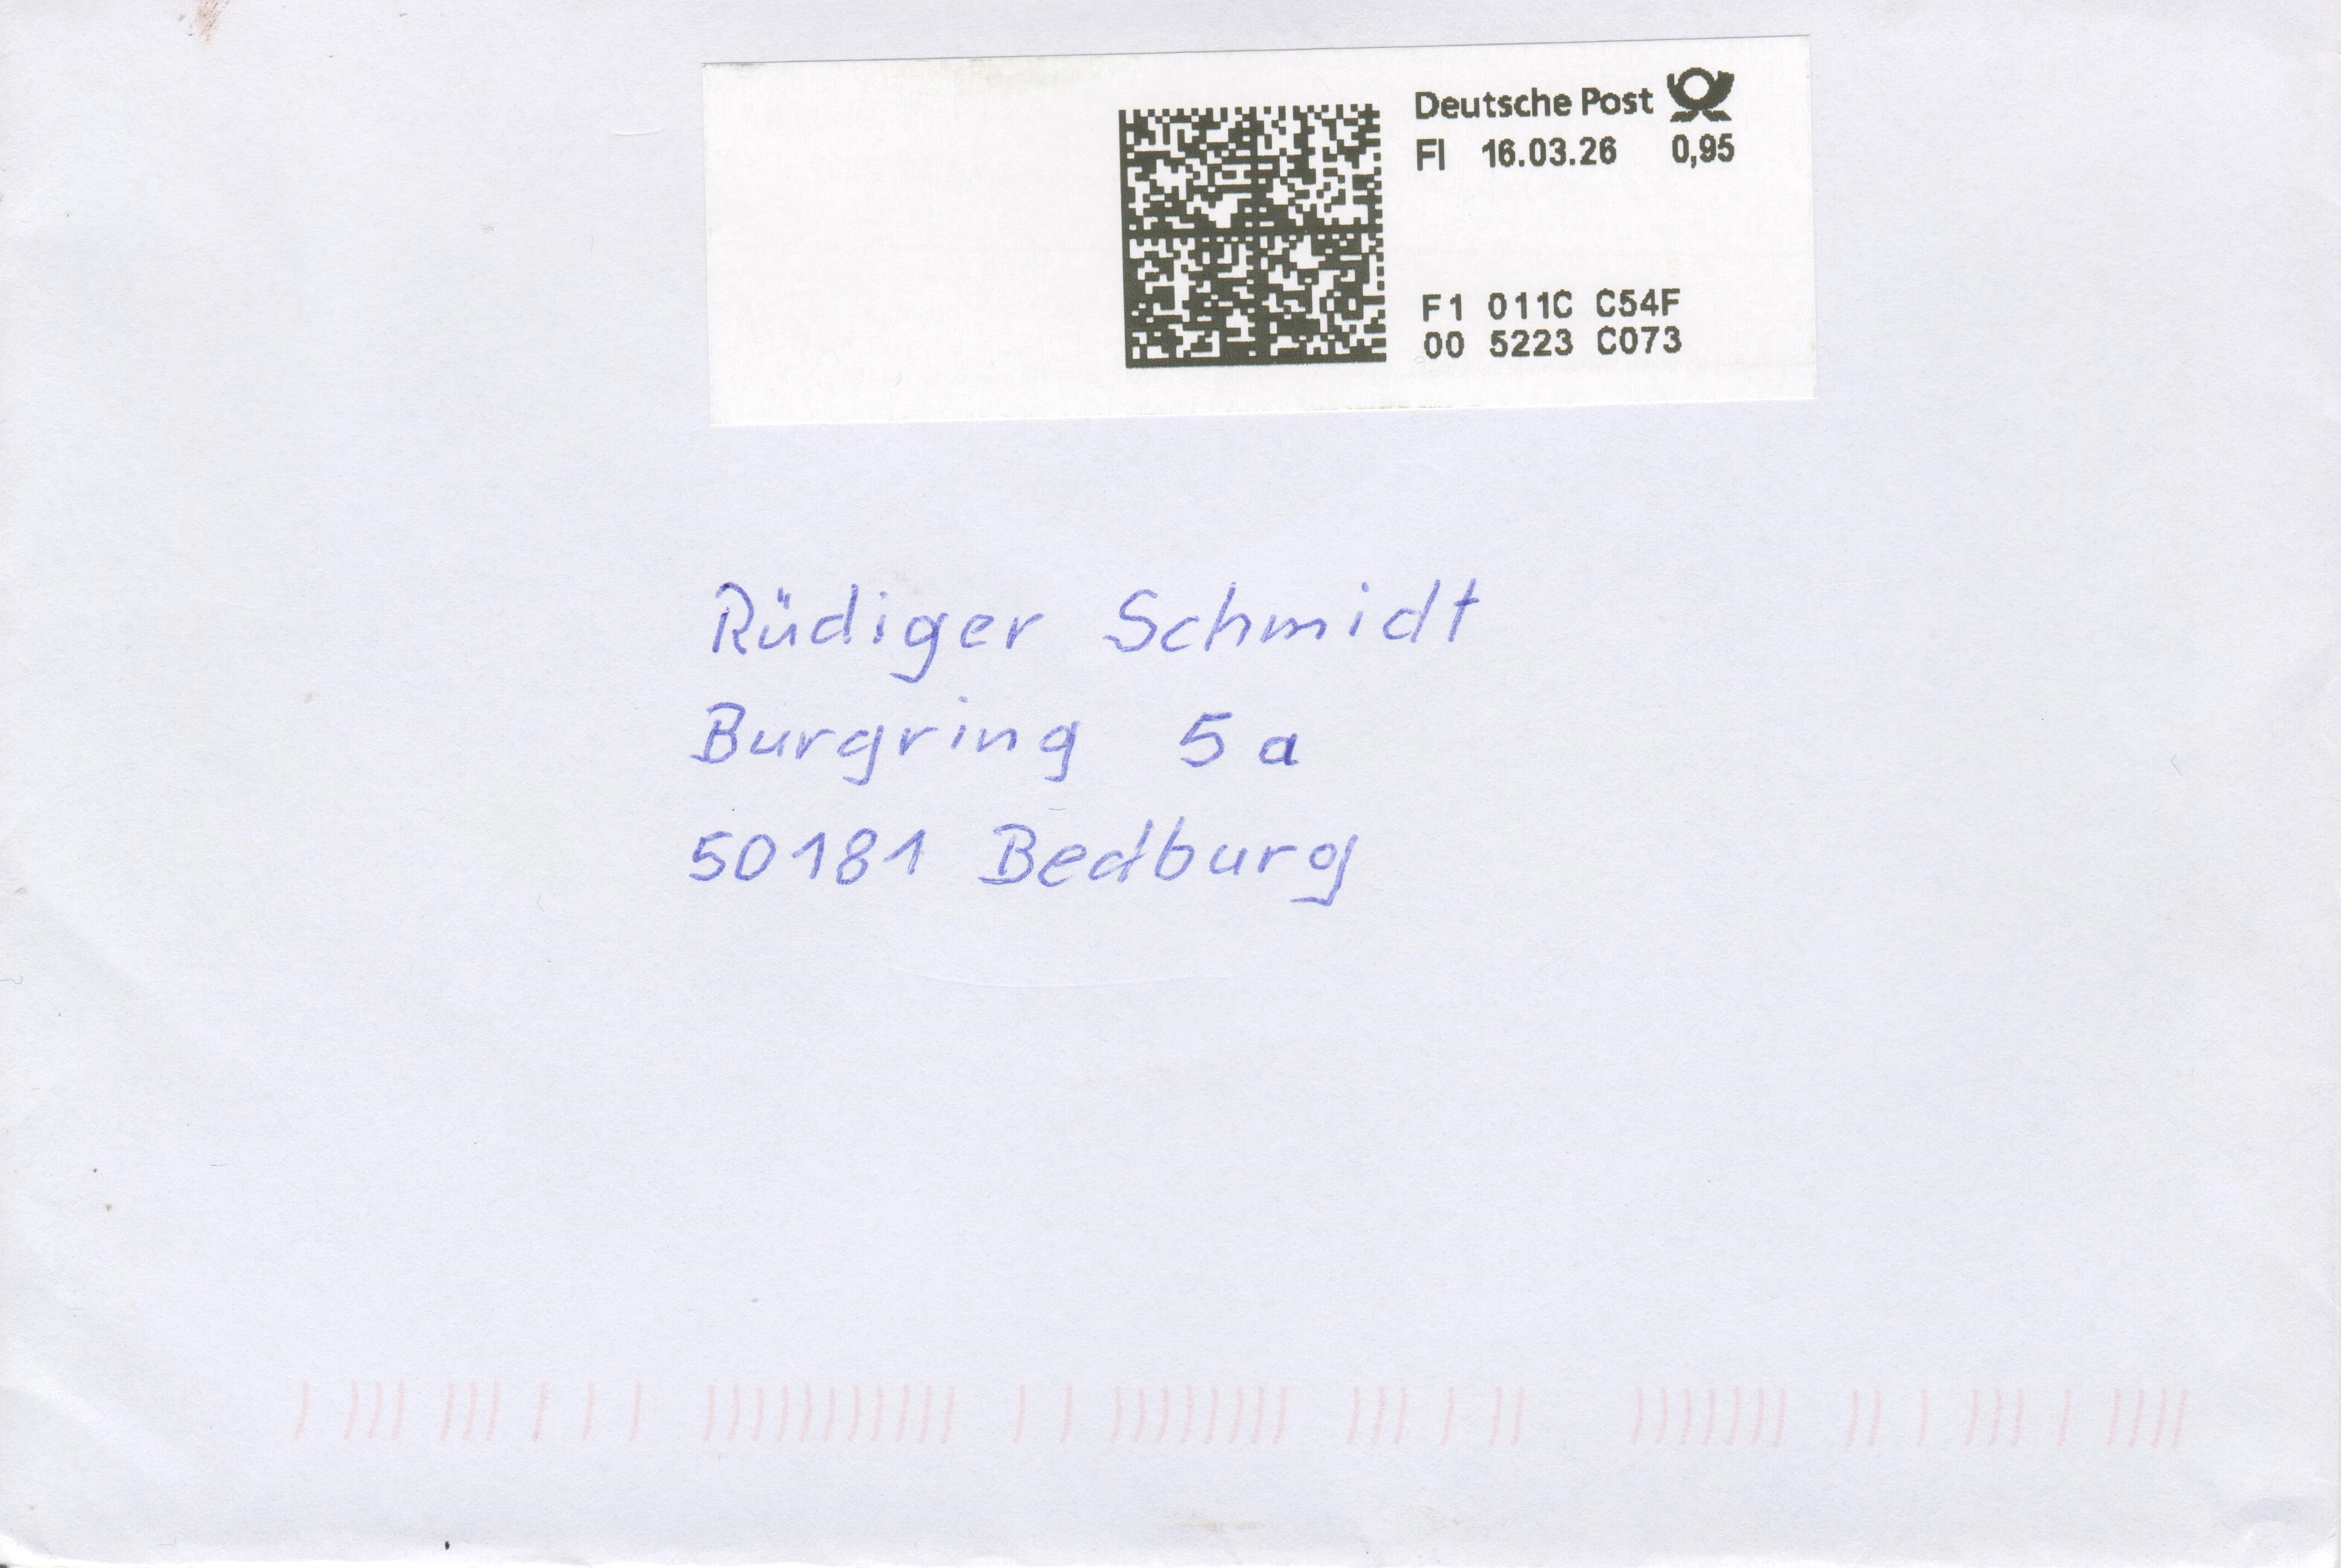 Deutsche Post
FI 16.03.26 0,95
F1 011C C54F
00 5223 C073
Rüdiger Schmidt
Burgring 5a
50181 Bedburg